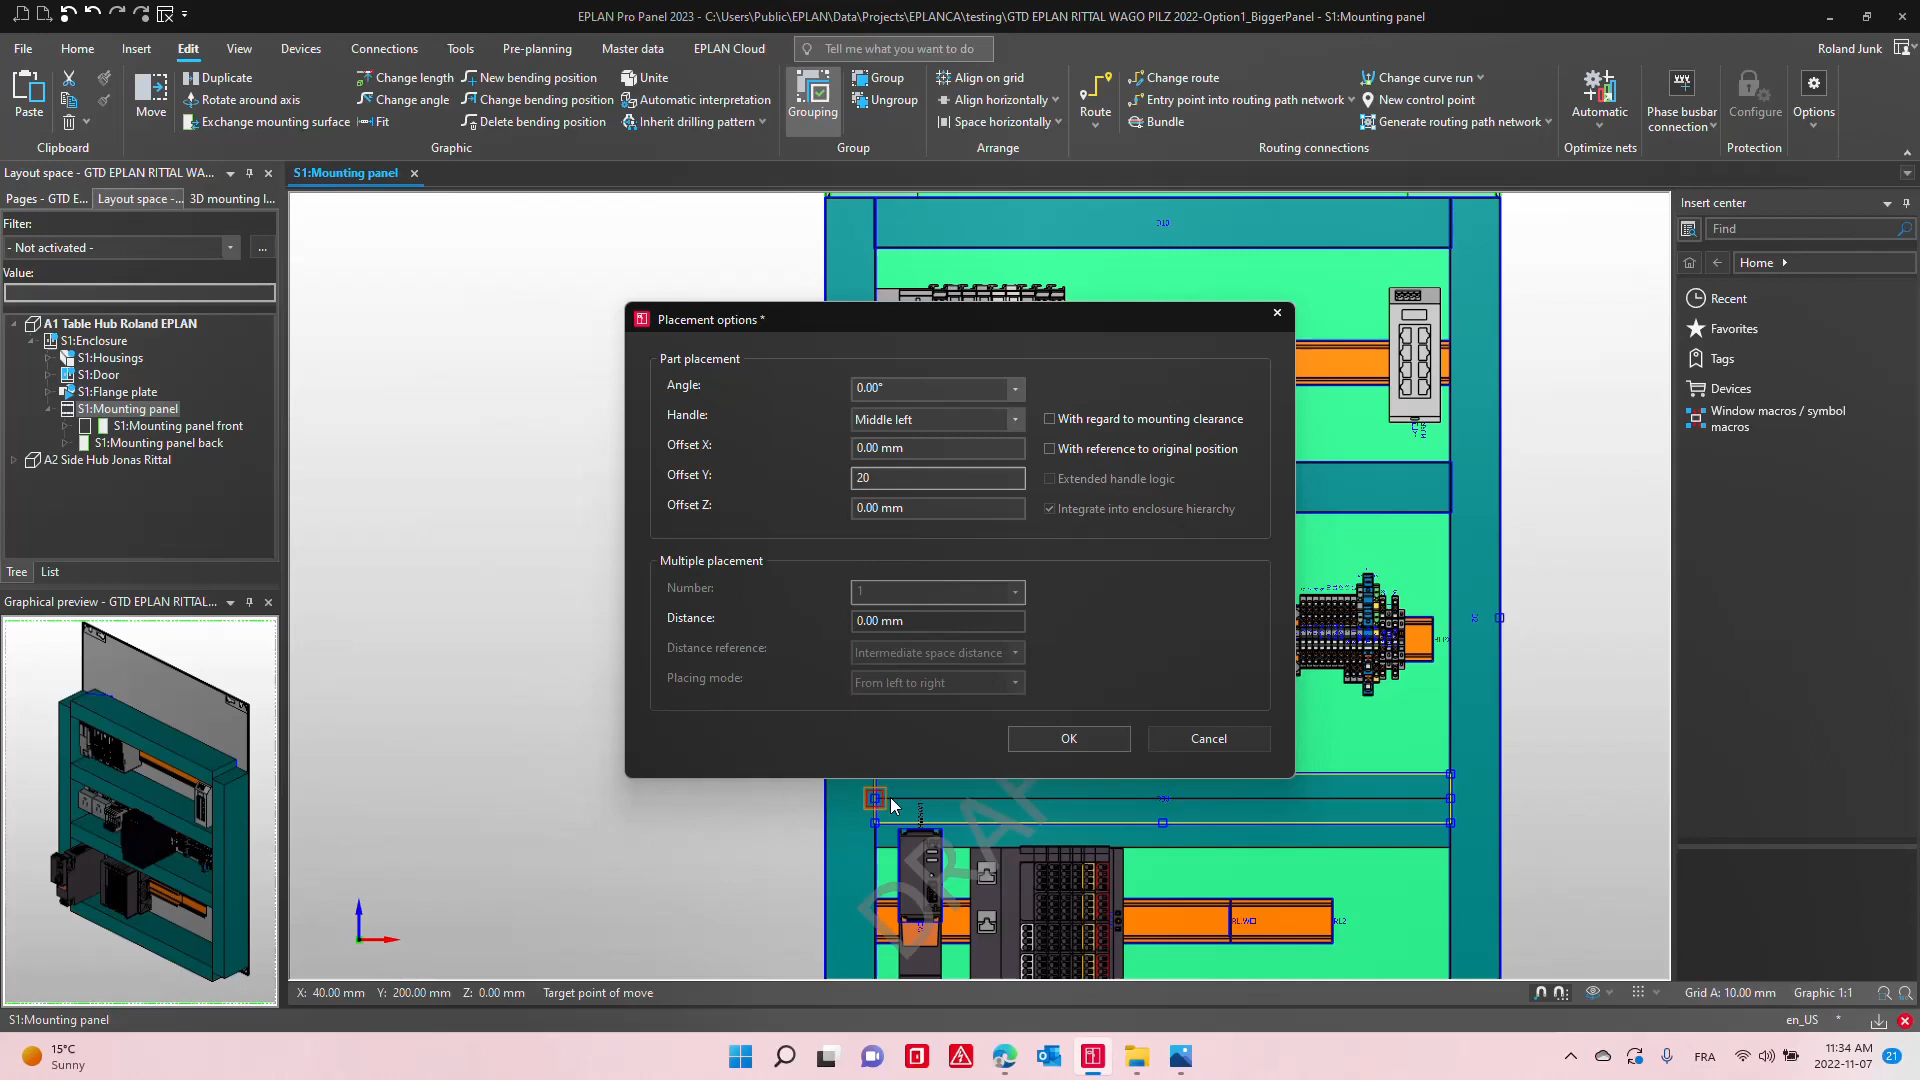 EPLAN Pro Panel 2023 - C:\Users\Public\EPLAN\Data\Projects\EPLANCA\testing\GTD EPLAN RITTAL WAGO PILZ 2022-Option1_BiggerPanel - S1:Mounting panel
File Home Insert Edit View Devices Connections Tools Pre-planning Master data EPLAN Cloud Tell me what you want to do Roland Junk
Duplicate Change length New bending position Unite Group Align on grid Change route Change curve run
Rotate around axis Change angle Change bending position Automatic interpretation Ungroup Align horizontally Entry point into routing path network New control point
Paste Move Grouping Route Automatic Phase busbar connection Configure Options
Exchange mounting surface Fit Delete bending position Inherit drilling pattern Space horizontally Bundle Generate routing path network
Clipboard Graphic Group Arrange Routing connections Optimize nets Protection
Layout space - GTD EPLAN RITTAL WA...
S1:Mounting panel
Pages - GTD E... Layout space -... 3D mounting l...
Filter:
- Not activated -
...
Value:
A1 Table Hub Roland EPLAN
S1:Enclosure
S1:Housings
S1:Door
S1:Flange plate
S1:Mounting panel
S1:Mounting panel front
S1:Mounting panel back
A2 Side Hub Jonas Rittal
Tree List
Graphical preview - GTD EPLAN RITTAL...
Placement options *
Part placement
Angle: 0.00°
Handle: Middle left With regard to mounting clearance
Offset X: 0.00 mm With reference to original position
Offset Y: 20 Extended handle logic
Offset Z: 0.00 mm Integrate into enclosure hierarchy
Multiple placement
Number: 1
Distance: 0.00 mm
Distance reference: Intermediate space distance
Placing mode: From left to right
OK Cancel
DRAF
RL2
Insert center
Find
Home
Recent
Favorites
Tags
Devices
Window macros / symbol macros
X: 40.00 mm Y: 200.00 mm Z: 0.00 mm Target point of move
Grid A: 10.00 mm Graphic 1:1
S1:Mounting panel
en_US *
15°C
Sunny
FRA
11:34 AM
2022-11-07
21